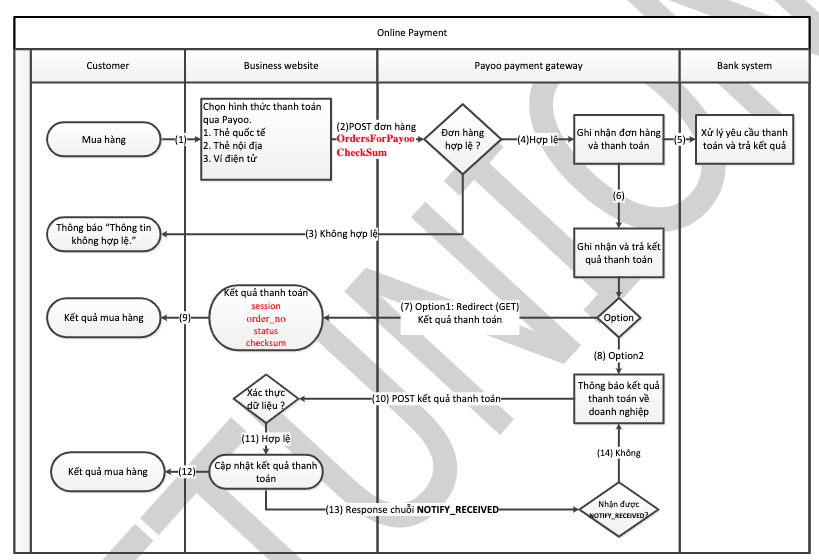 Online Payment
Customer
Business website
Payoo payment gateway
Bank system
Mua hàng
(1)
Chọn hình thức thanh toán
qua Payoo.
1. Thẻ quốc tế
2. Thẻ nội địa
3. Ví điện tử
(2)POST đơn hàng
OrdersForPayoo
CheckSum
Đơn hàng
hợp lệ ?
(4)Hợp lệ
Ghi nhận đơn hàng
và thanh toán
(5)
Xử lý yêu cầu thanh
toán và trả kết quả
(6)
Thông báo “Thông tin
không hợp lệ.”
(3) Không hợp lệ
Ghi nhận và trả kết
quả thanh toán
Kết quả mua hàng
(9)
Kết quả thanh toán
session
order_no
status
checksum
(7) Option1: Redirect (GET)
Kết quả thanh toán
Option
(8) Option2
Xác thực
dữ liệu ?
(10) POST kết quả thanh toán
Thông báo kết quả
thanh toán về
doanh nghiệp
(11) Hợp lệ
(14) Không
Kết quả mua hàng
(12)
Cập nhật kết quả thanh
toán
(13) Response chuỗi NOTIFY_RECEIVED
Nhận được
NOTIFY_RECEIVED?